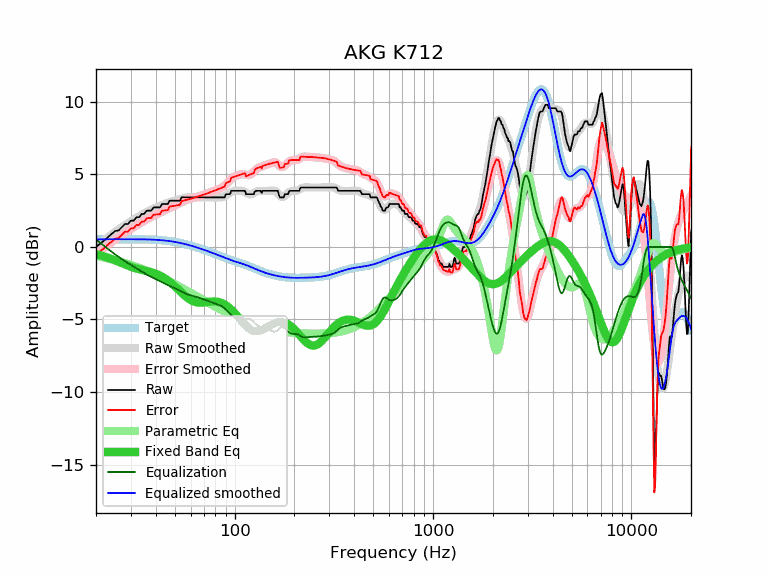 AKG K712
Amplitude (dBr)
10
5
0
−5
−10
−15
Target
Raw Smoothed
Error Smoothed
Raw
Error
Parametric Eq
Fixed Band Eq
Equalization
Equalized smoothed
100
1000
10000
Frequency (Hz)